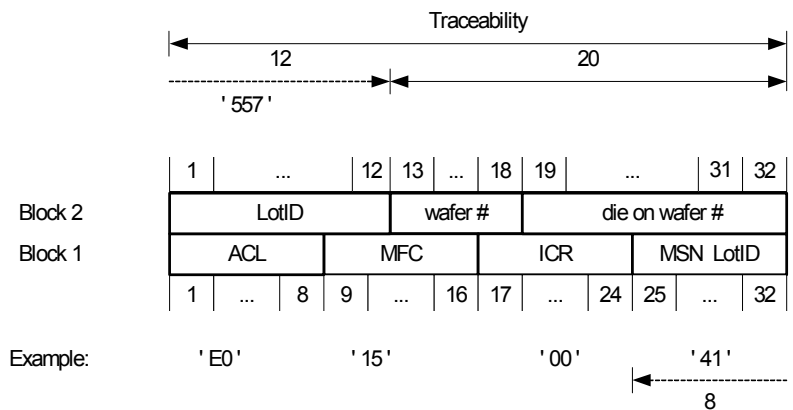 Traceability
12 20
' 557 '
1 ... 12 13 ... 18 19 ... 31 32
Block 2 LotID wafer # die on wafer #
Block 1 ACL MFC ICR MSN LotID
1 ... 8 9 ... 16 17 ... 24 25 ... 32
Example: ' E0 ' ' 15 ' ' 00 ' ' 41 '
8